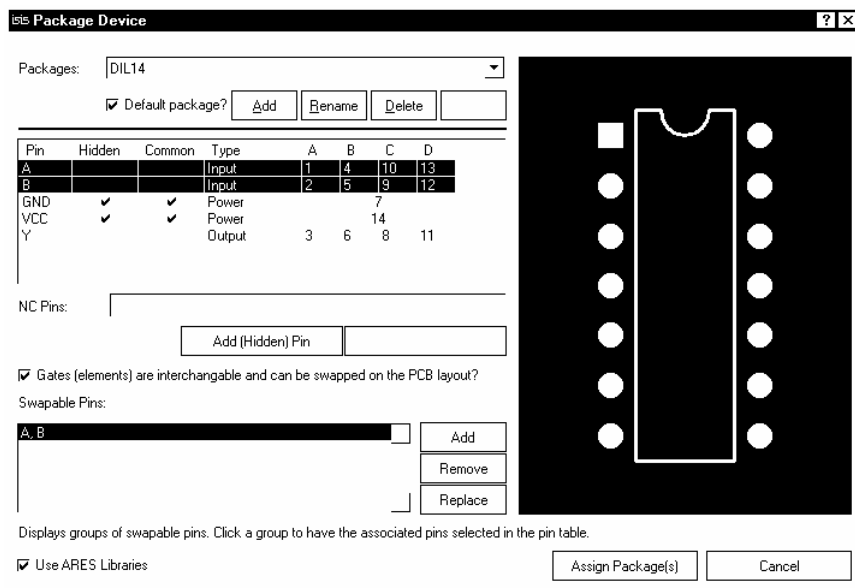 isis Package Device ? X
Packages: DIL14
Default package? Add Rename Delete
Pin Hidden Common Type A B C D
A Input 1 4 10 13
B Input 2 5 9 12
GND ✔ ✔ Power 7
VCC ✔ ✔ Power 14
Y Output 3 6 8 11
NC Pins:
Add (Hidden) Pin
Gates (elements) are interchangable and can be swapped on the PCB layout?
Swapable Pins:
A, B
Add
Remove
Replace
Displays groups of swapable pins. Click a group to have the associated pins selected in the pin table.
Use ARES Libraries Assign Package(s) Cancel